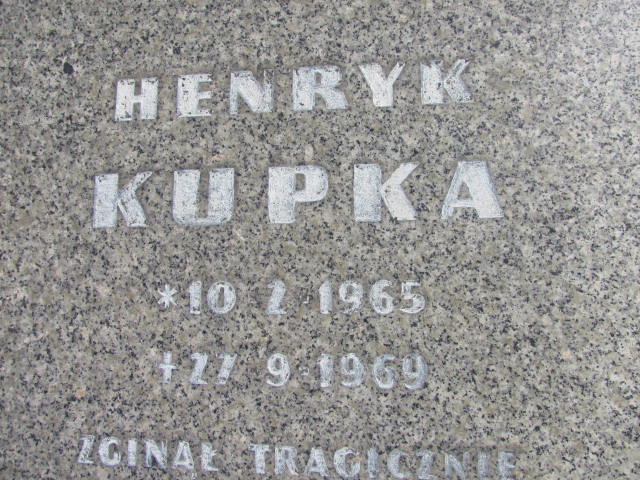 HENRYK
KUPKA
*10 2 1965
+27 9 1969
ZGINAŁ TRAGICZNIE